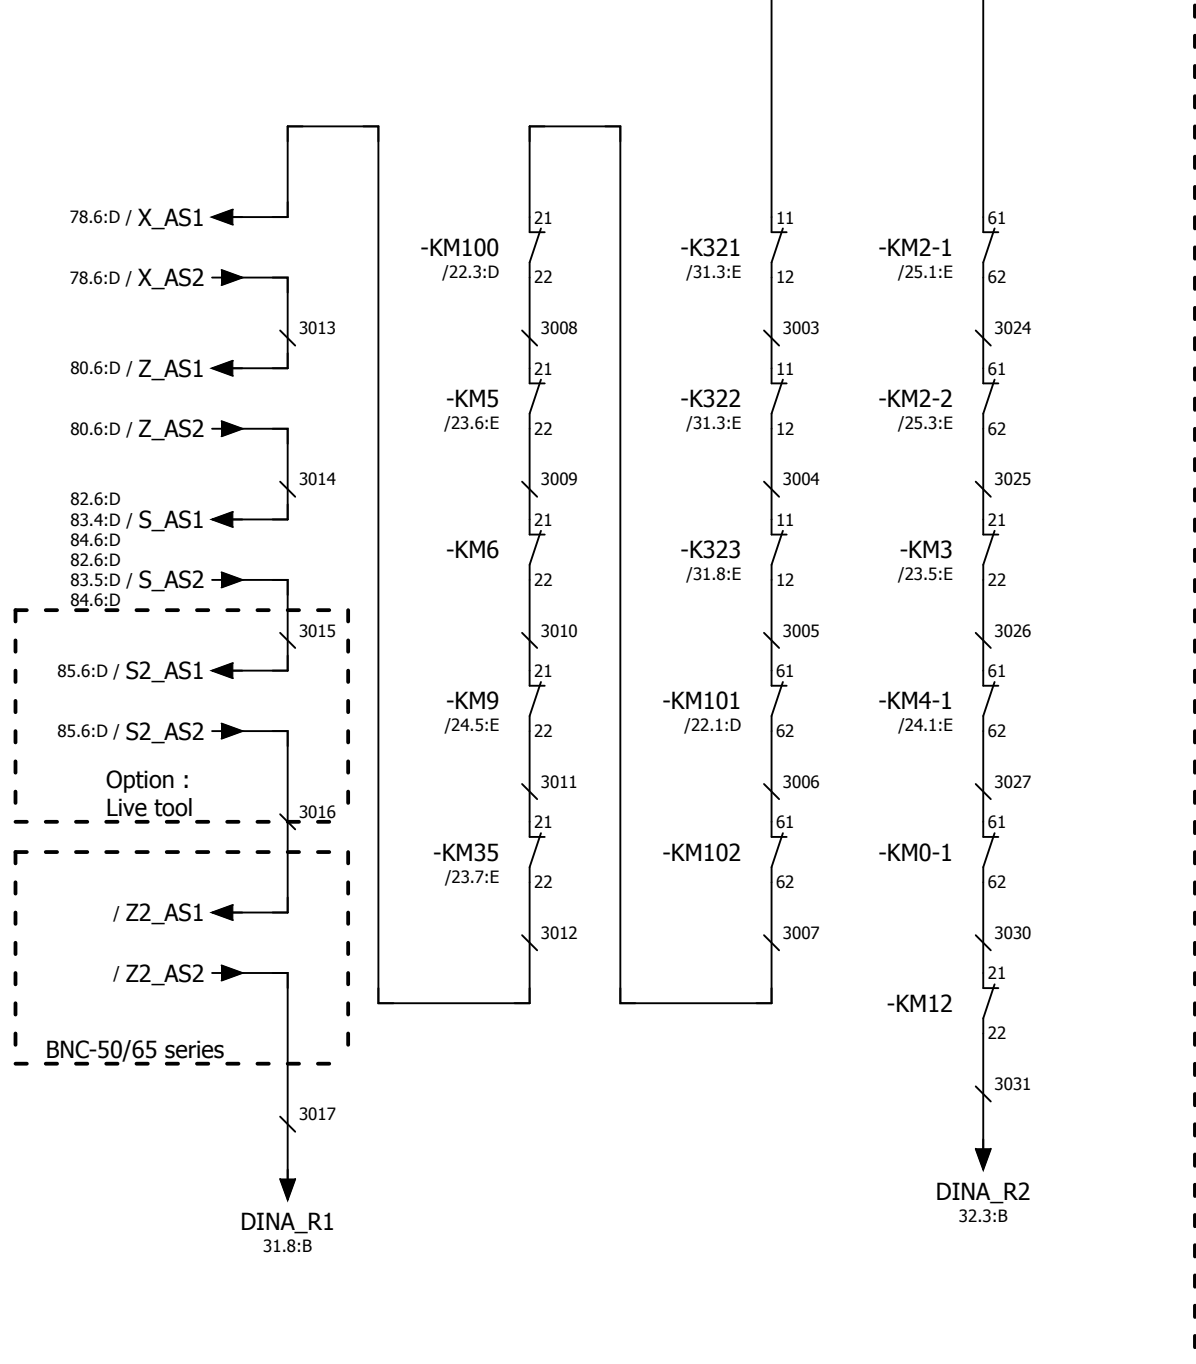 78.6:D / X_AS1
78.6:D / X_AS2
3013
80.6:D / Z_AS1
80.6:D / Z_AS2
3014
82.6:D
83.4:D / S_AS1
84.6:D
82.6:D
83.5:D / S_AS2
84.6:D
3015
85.6:D / S2_AS1
85.6:D / S2_AS2
Option :
Live tool
3016
/ Z2_AS1
/ Z2_AS2
BNC-50/65 series
3017
DINA_R1
31.8:B
21
-KM100
/22.3:D
22
3008
21
-KM5
/23.6:E
22
3009
21
-KM6
22
3010
21
-KM9
/24.5:E
22
3011
21
-KM35
/23.7:E
22
3012
11
-K321
/31.3:E
12
3003
11
-K322
/31.3:E
12
3004
11
-K323
/31.8:E
12
3005
61
-KM101
/22.1:D
62
3006
61
-KM102
62
3007
61
-KM2-1
/25.1:E
62
3024
61
-KM2-2
/25.3:E
62
3025
21
-KM3
/23.5:E
22
3026
61
-KM4-1
/24.1:E
62
3027
61
-KM0-1
62
3030
21
-KM12
22
3031
DINA_R2
32.3:B